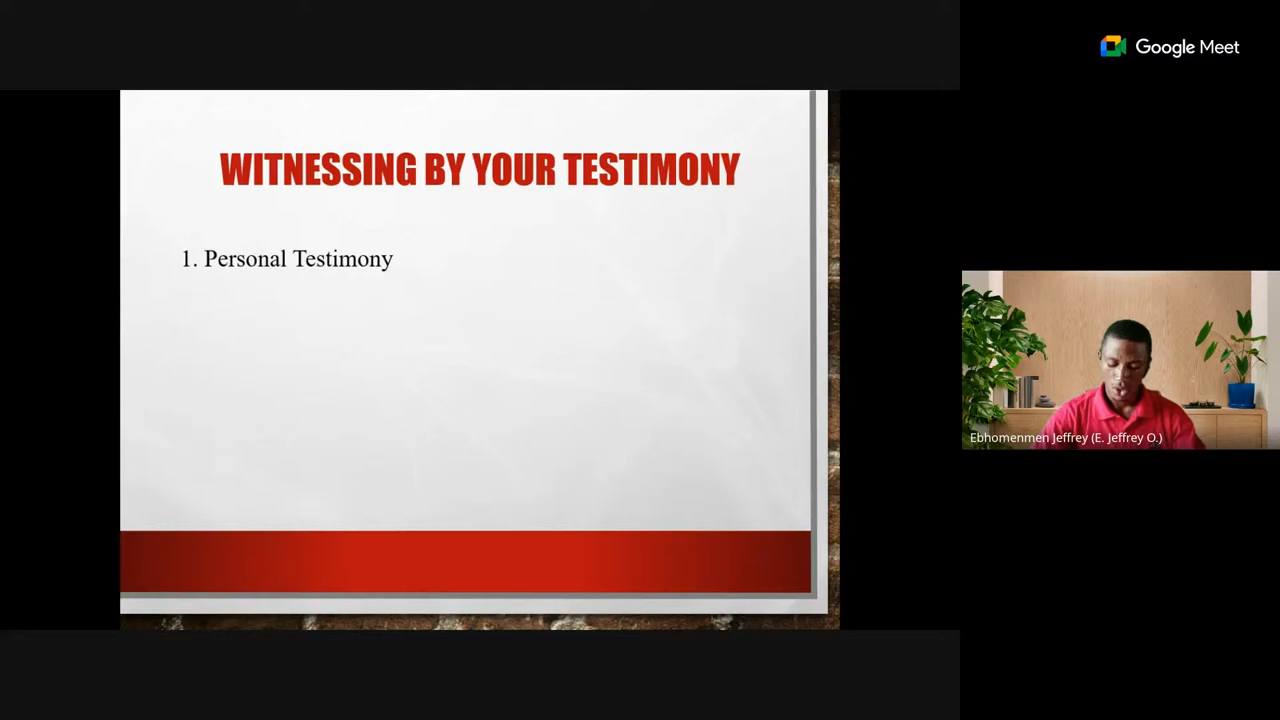 Google Meet
WITNESSING BY YOUR TESTIMONY
1. Personal Testimony
Ebhomenmen Jeffrey (E. Jeffrey O.)